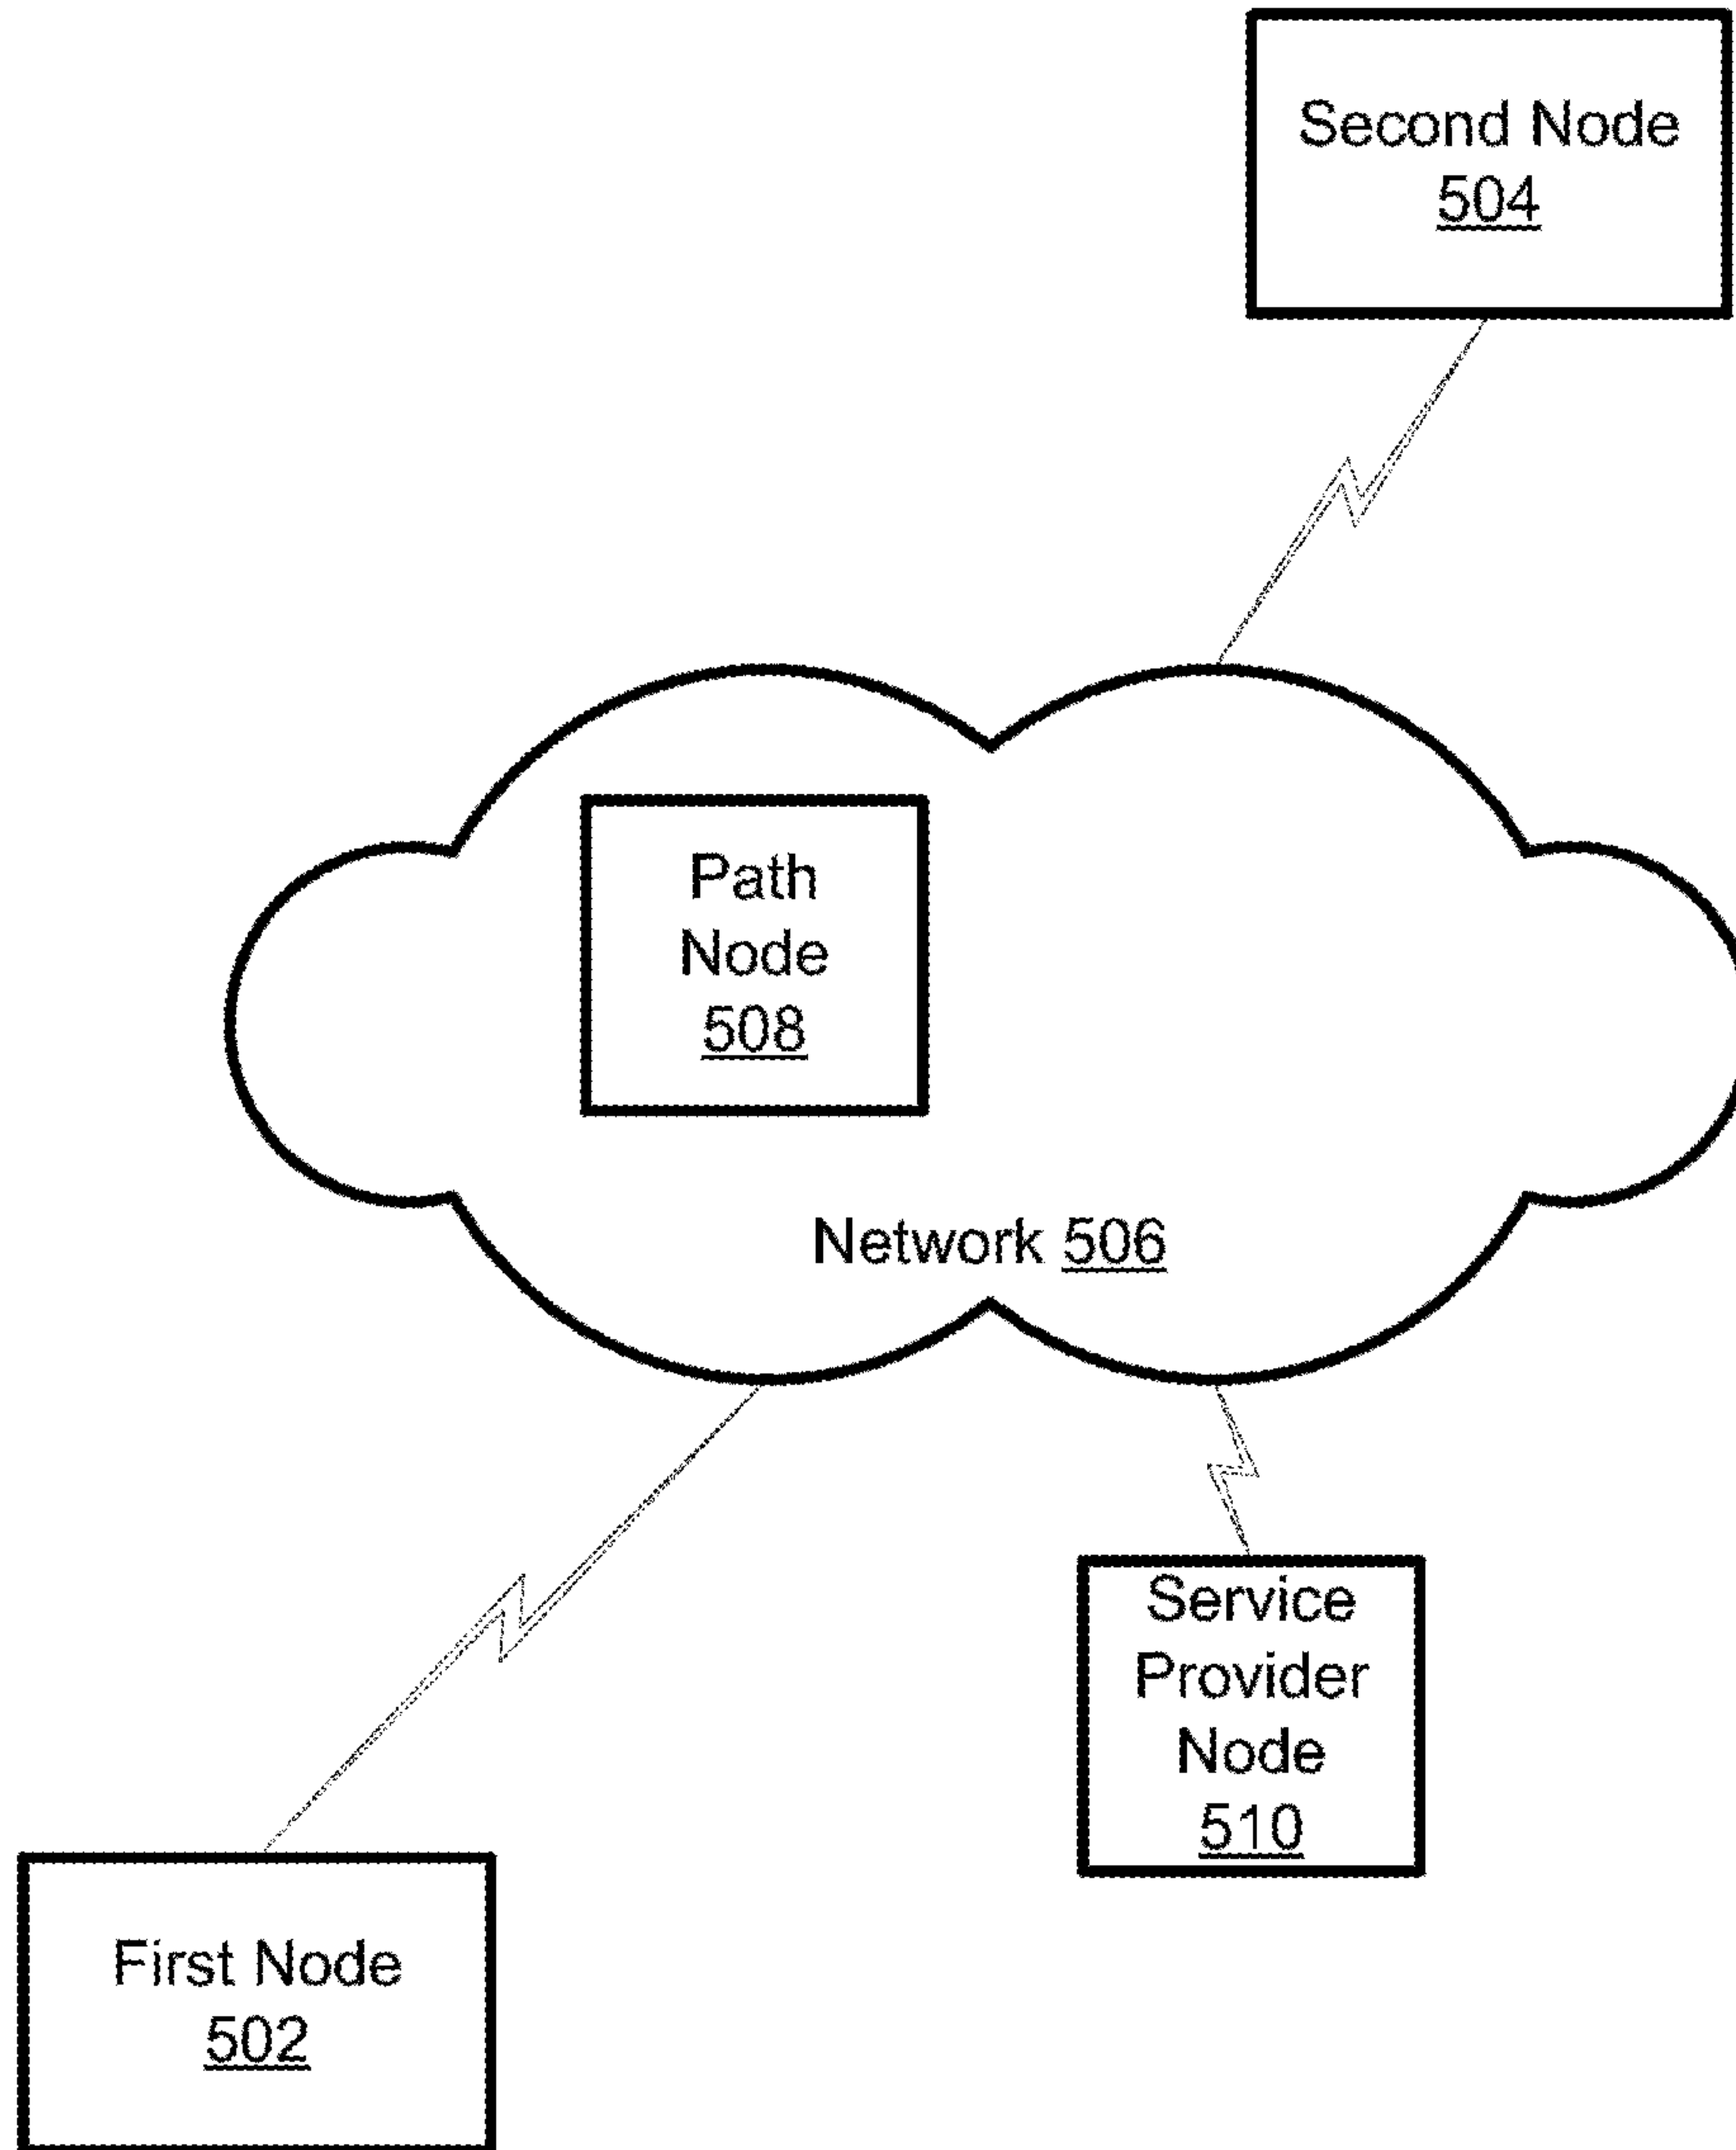 Second Node
504
Path
Node
508
Network 506
Service
Provider
Node
510
First Node
502